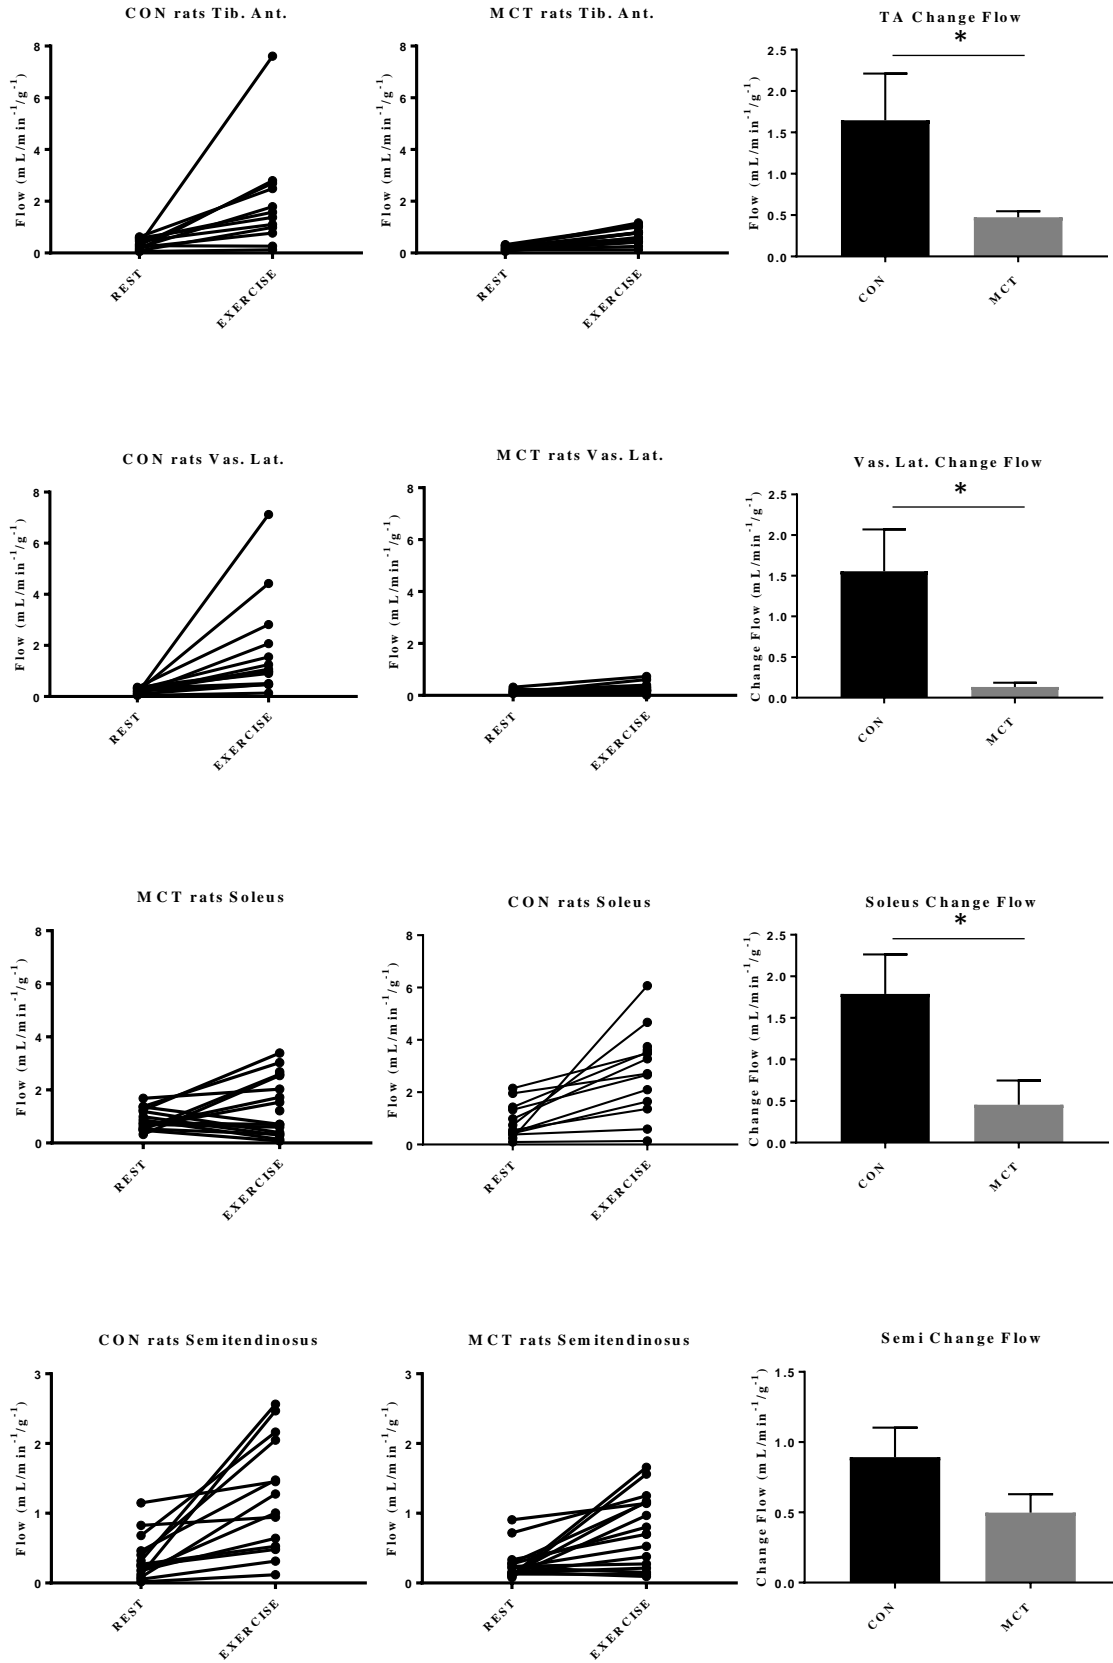 CON rats Tib. Ant.
8
6
4
2
0
Flow (mL/min⁻¹/g⁻¹)
REST
EXERCISE
MCT rats Tib. Ant.
8
6
4
2
0
Flow (mL/min⁻¹/g⁻¹)
REST
EXERCISE
TA Change Flow
*
2.5
2.0
1.5
1.0
0.5
0.0
Flow (mL/min⁻¹/g⁻¹)
CON
MCT
CON rats Vas. Lat.
8
6
4
2
0
Flow (mL/min⁻¹/g⁻¹)
REST
EXERCISE
MCT rats Vas. Lat.
8
6
4
2
0
Flow (mL/min⁻¹/g⁻¹)
REST
EXERCISE
Vas. Lat. Change Flow
*
2.5
2.0
1.5
1.0
0.5
0.0
Change Flow (mL/min⁻¹/g⁻¹)
CON
MCT
MCT rats Soleus
8
6
4
2
0
Flow (mL/min⁻¹/g⁻¹)
REST
EXERCISE
CON rats Soleus
8
6
4
2
0
Flow (mL/min⁻¹/g⁻¹)
REST
EXERCISE
Soleus Change Flow
*
2.5
2.0
1.5
1.0
0.5
0.0
Change Flow (mL/min⁻¹/g⁻¹)
CON
MCT
CON rats Semitendinosus
3
2
1
0
Flow (mL/min⁻¹/g⁻¹)
REST
EXERCISE
MCT rats Semitendinosus
3
2
1
0
Flow (mL/min⁻¹/g⁻¹)
REST
EXERCISE
Semi Change Flow
1.5
1.0
0.5
0.0
Change Flow (mL/min⁻¹/g⁻¹)
CON
MCT